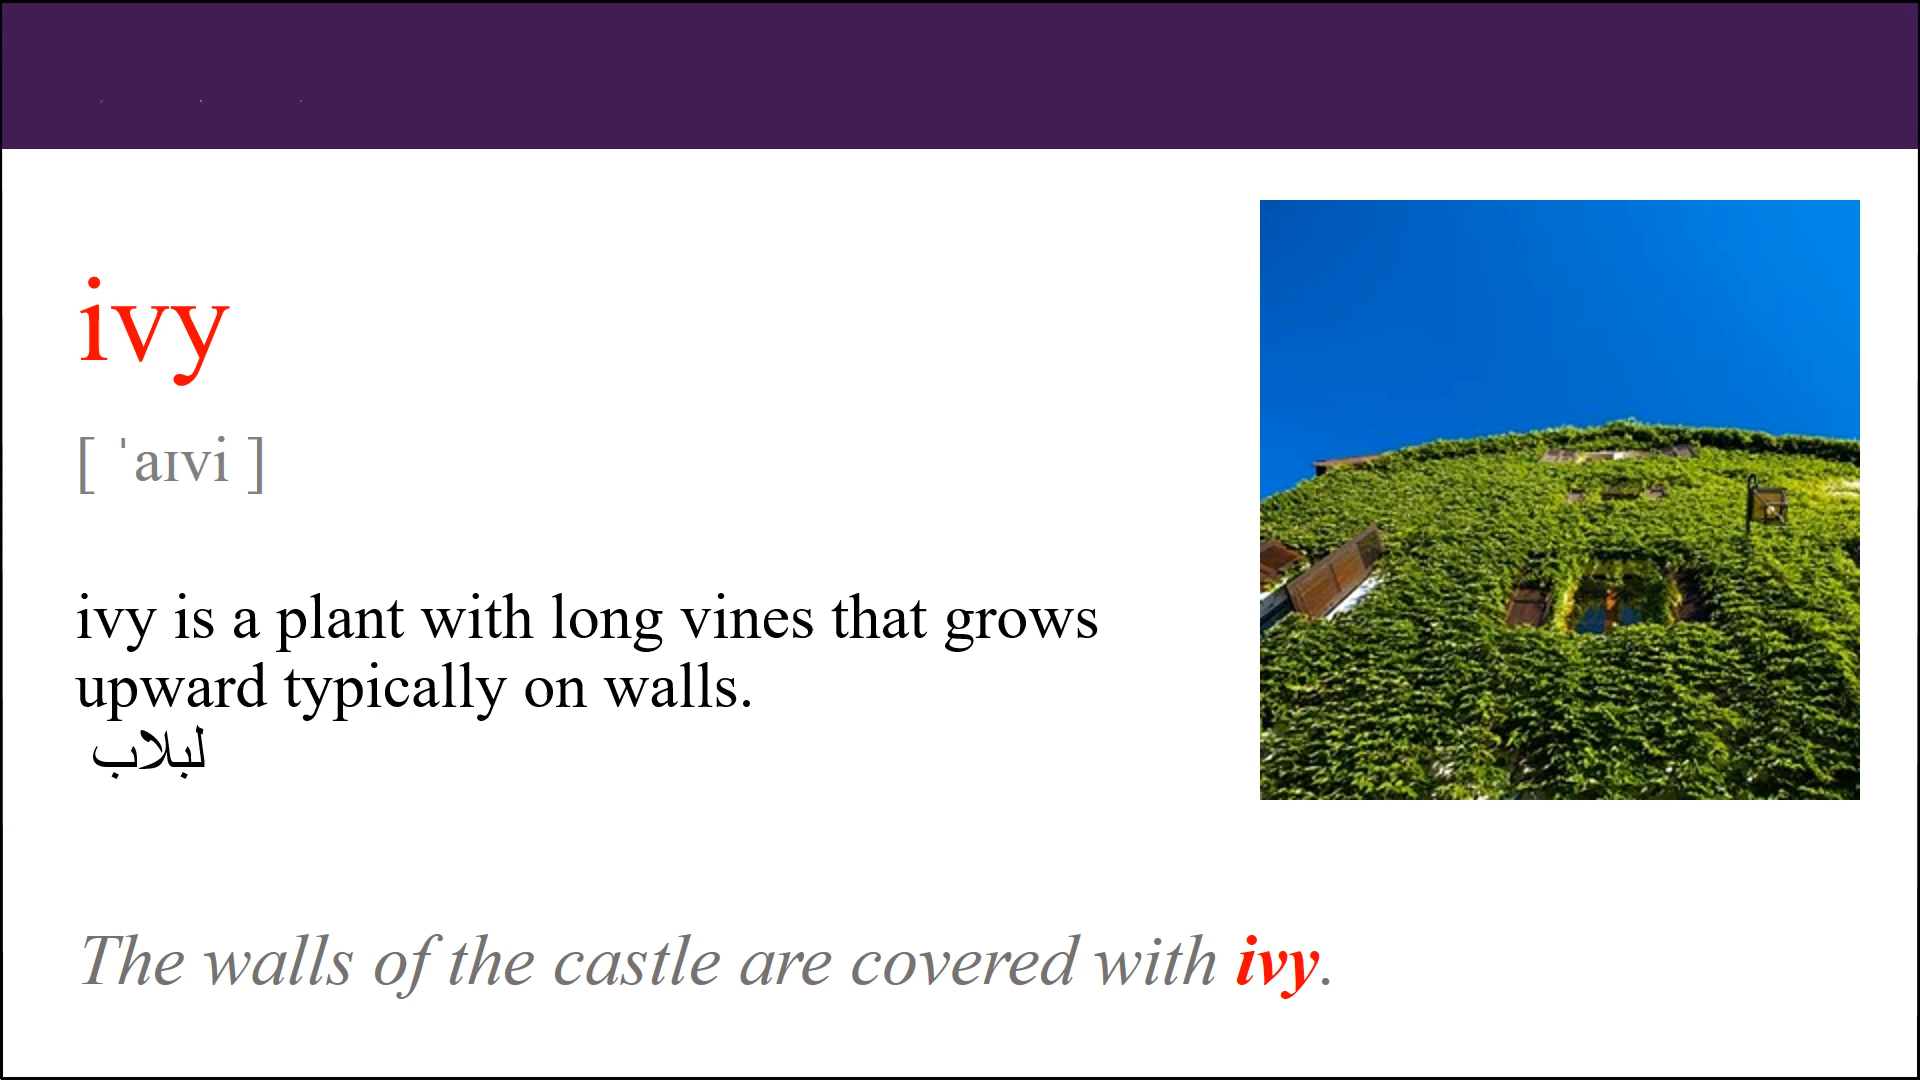 ivy
[ ˈaɪvi ]
ivy is a plant with long vines that grows
upward typically on walls.
لبلاب
The walls of the castle are covered with ivy.